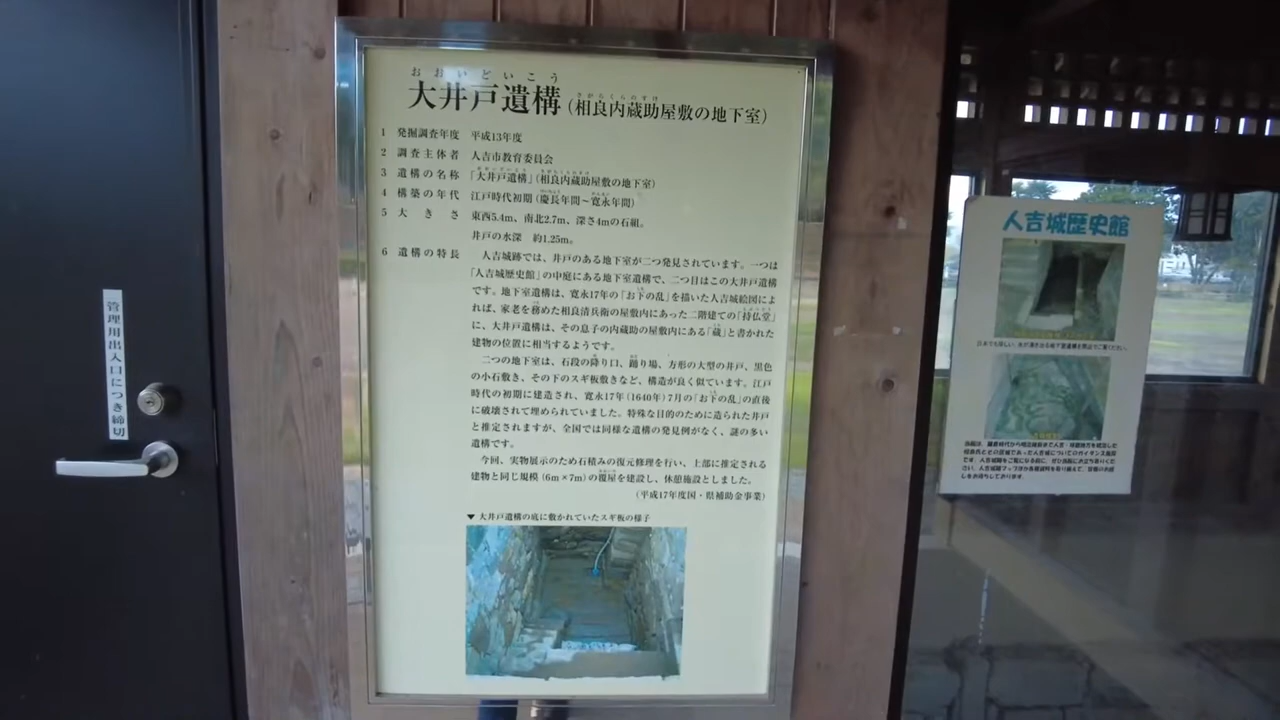 おおいどいこう
大井戸遺構(相良内蔵助屋敷の地下室)
さがらくらのすけ
1 発掘調査年度 平成13年度
2 調査主体者 人吉市教育委員会
3 遺構の名称 「大井戸遺構」(相良内蔵助屋敷の地下室)
4 構築の年代 江戸時代初期(慶長年間~寛永年間)
5 大きさ 東西5.4m、南北2.7m、深さ4mの石組。
井戸の水深 約1.25m。
6 遺構の特長 人吉城跡では、井戸のある地下室が二つ発見されています。一つは
「人吉城歴史館」の中庭にある地下室遺構で、二つ目はこの大井戸遺構
です。地下室遺構は、寛永17年の「お下の乱」を描いた人吉城絵図によ
れば、家老を務めた相良清兵衛の屋敷内にあった二階建ての「持仏堂」
に、大井戸遺構は、その息子の内蔵助の屋敷内にある「蔵」と書かれた
建物の位置に相当するようです。
二つの地下室は、石段の降り口、踊り場、方形の大型の井戸、黒色
の小石敷き、その下のスギ板敷きなど、構造が良く似ています。江戸
時代の初期に建造され、寛永17年(1640年)7月の「お下の乱」の直後
に破壊されて埋められていました。特殊な目的のために造られた井戸
と推定されますが、全国では同様な遺構の発見例がなく、謎の多い
遺構です。
今回、実物展示のため石積みの復元修理を行い、上部に推定される
建物と同じ規模(6m×7m)の覆屋を建設し、休憩施設としました。
(平成17年度国・県補助金事業)
▼大井戸遺構の底に敷かれていたスギ板の様子
管理用出入口につき締切
人吉城歴史館